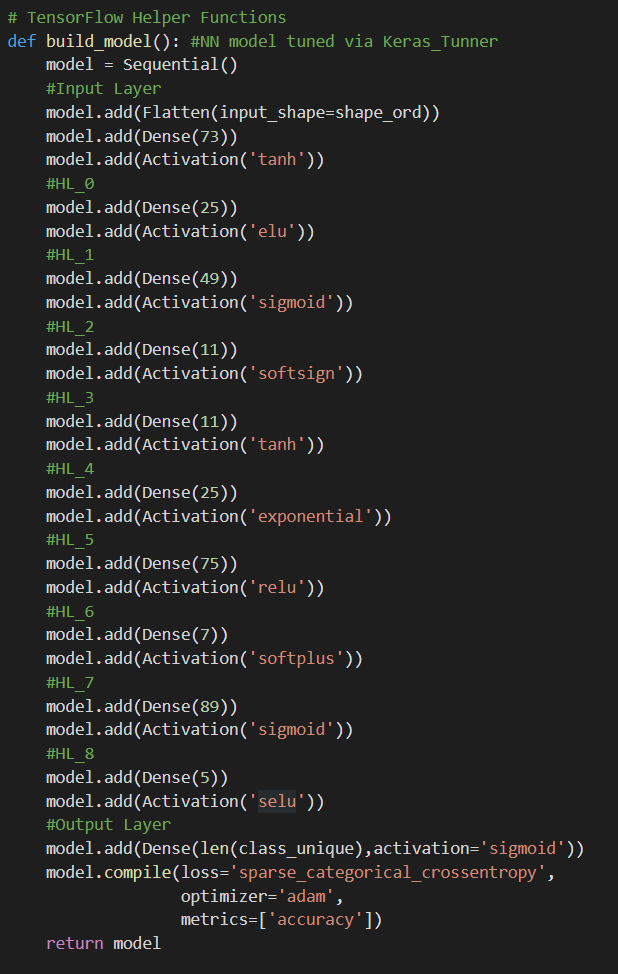 # TensorFlow Helper Functions
def build_model(): #NN model tuned via Keras_Tunner
    model = Sequential()
    #Input Layer
    model.add(Flatten(input_shape=shape_ord))
    model.add(Dense(73))
    model.add(Activation('tanh'))
    #HL_0
    model.add(Dense(25))
    model.add(Activation('elu'))
    #HL_1
    model.add(Dense(49))
    model.add(Activation('sigmoid'))
    #HL_2
    model.add(Dense(11))
    model.add(Activation('softsign'))
    #HL_3
    model.add(Dense(11))
    model.add(Activation('tanh'))
    #HL_4
    model.add(Dense(25))
    model.add(Activation('exponential'))
    #HL_5
    model.add(Dense(75))
    model.add(Activation('relu'))
    #HL_6
    model.add(Dense(7))
    model.add(Activation('softplus'))
    #HL_7
    model.add(Dense(89))
    model.add(Activation('sigmoid'))
    #HL_8
    model.add(Dense(5))
    model.add(Activation('selu'))
    #Output Layer
    model.add(Dense(len(class_unique),activation='sigmoid'))
    model.compile(loss='sparse_categorical_crossentropy',
                  optimizer='adam',
                  metrics=['accuracy'])
    return model